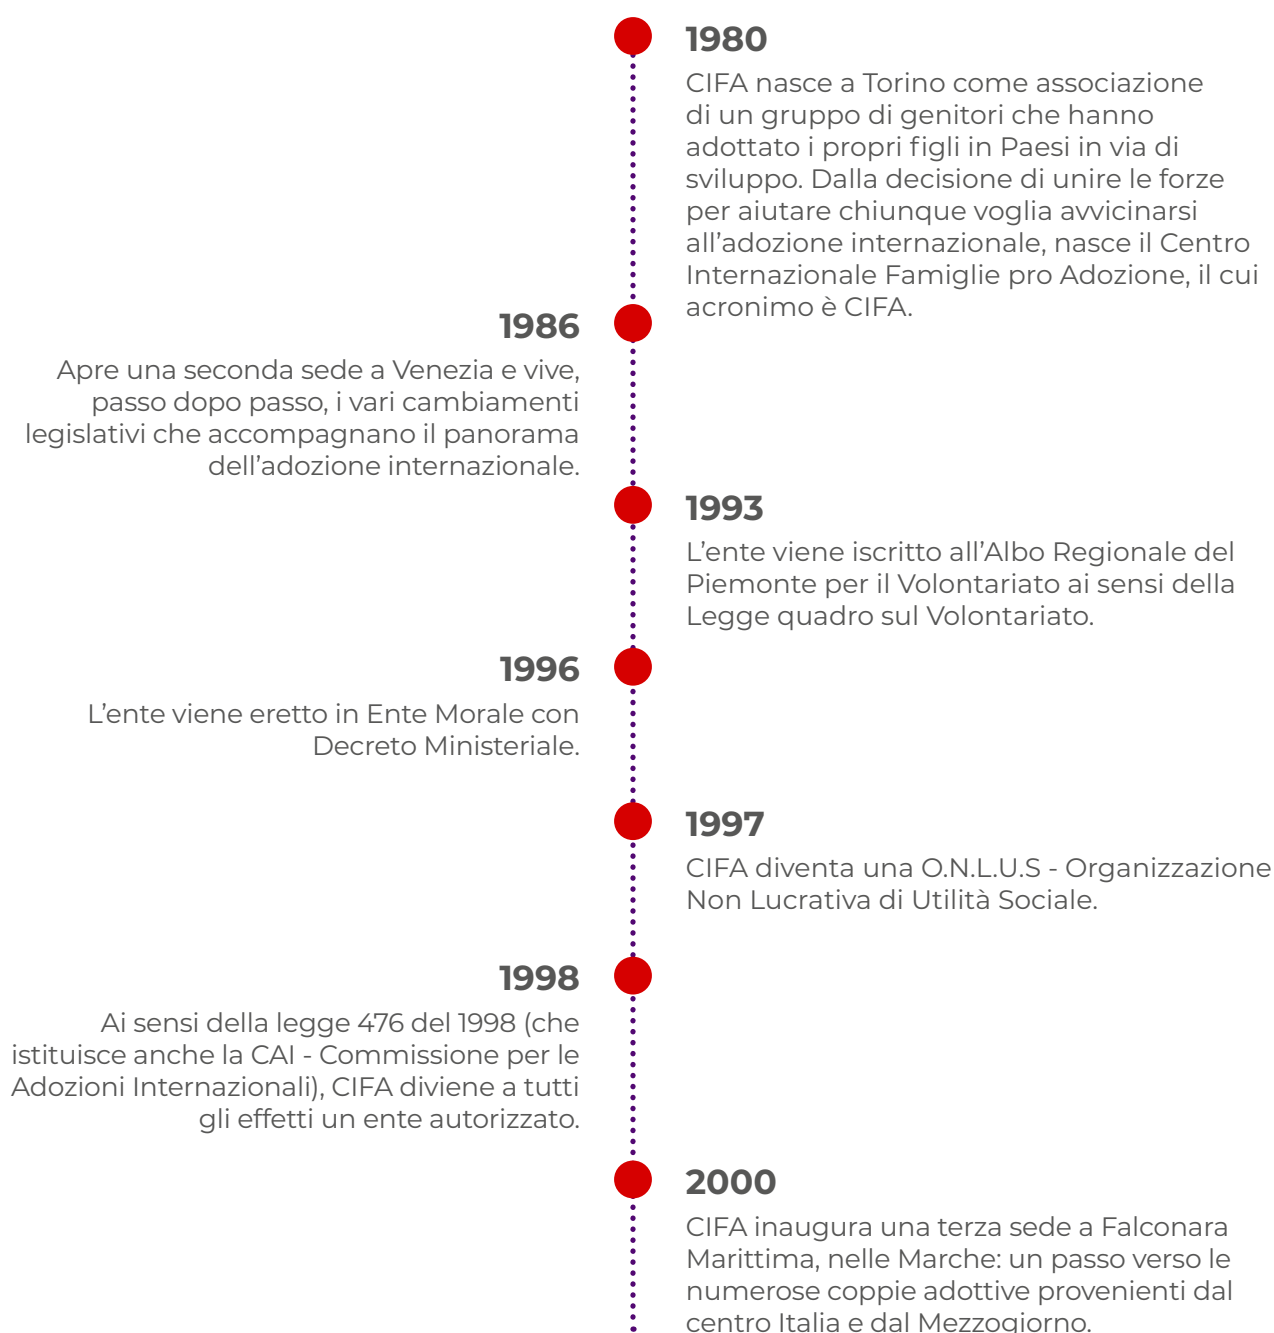 1980
CIFA nasce a Torino come associazione
di un gruppo di genitori che hanno
adottato i propri figli in Paesi in via di
sviluppo. Dalla decisione di unire le forze
per aiutare chiunque voglia avvicinarsi
all’adozione internazionale, nasce il Centro
Internazionale Famiglie pro Adozione, il cui
acronimo è CIFA.
1986
Apre una seconda sede a Venezia e vive,
passo dopo passo, i vari cambiamenti
legislativi che accompagnano il panorama
dell’adozione internazionale.
1993
L’ente viene iscritto all’Albo Regionale del
Piemonte per il Volontariato ai sensi della
Legge quadro sul Volontariato.
1996
L’ente viene eretto in Ente Morale con
Decreto Ministeriale.
1997
CIFA diventa una O.N.L.U.S - Organizzazione
Non Lucrativa di Utilità Sociale.
1998
Ai sensi della legge 476 del 1998 (che
istituisce anche la CAI - Commissione per le
Adozioni Internazionali), CIFA diviene a tutti
gli effetti un ente autorizzato.
2000
CIFA inaugura una terza sede a Falconara
Marittima, nelle Marche: un passo verso le
numerose coppie adottive provenienti dal
centro Italia e dal Mezzogiorno.